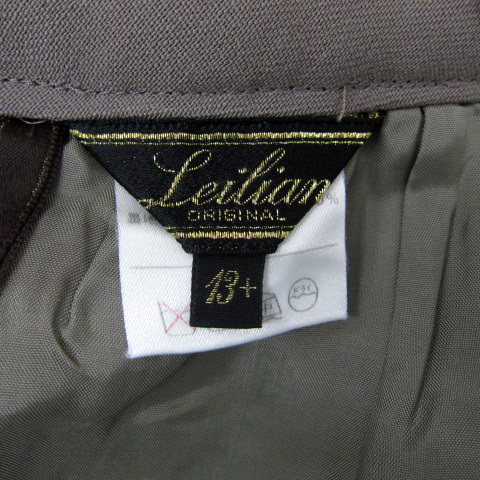 Leilian
ORIGINAL
%
13+